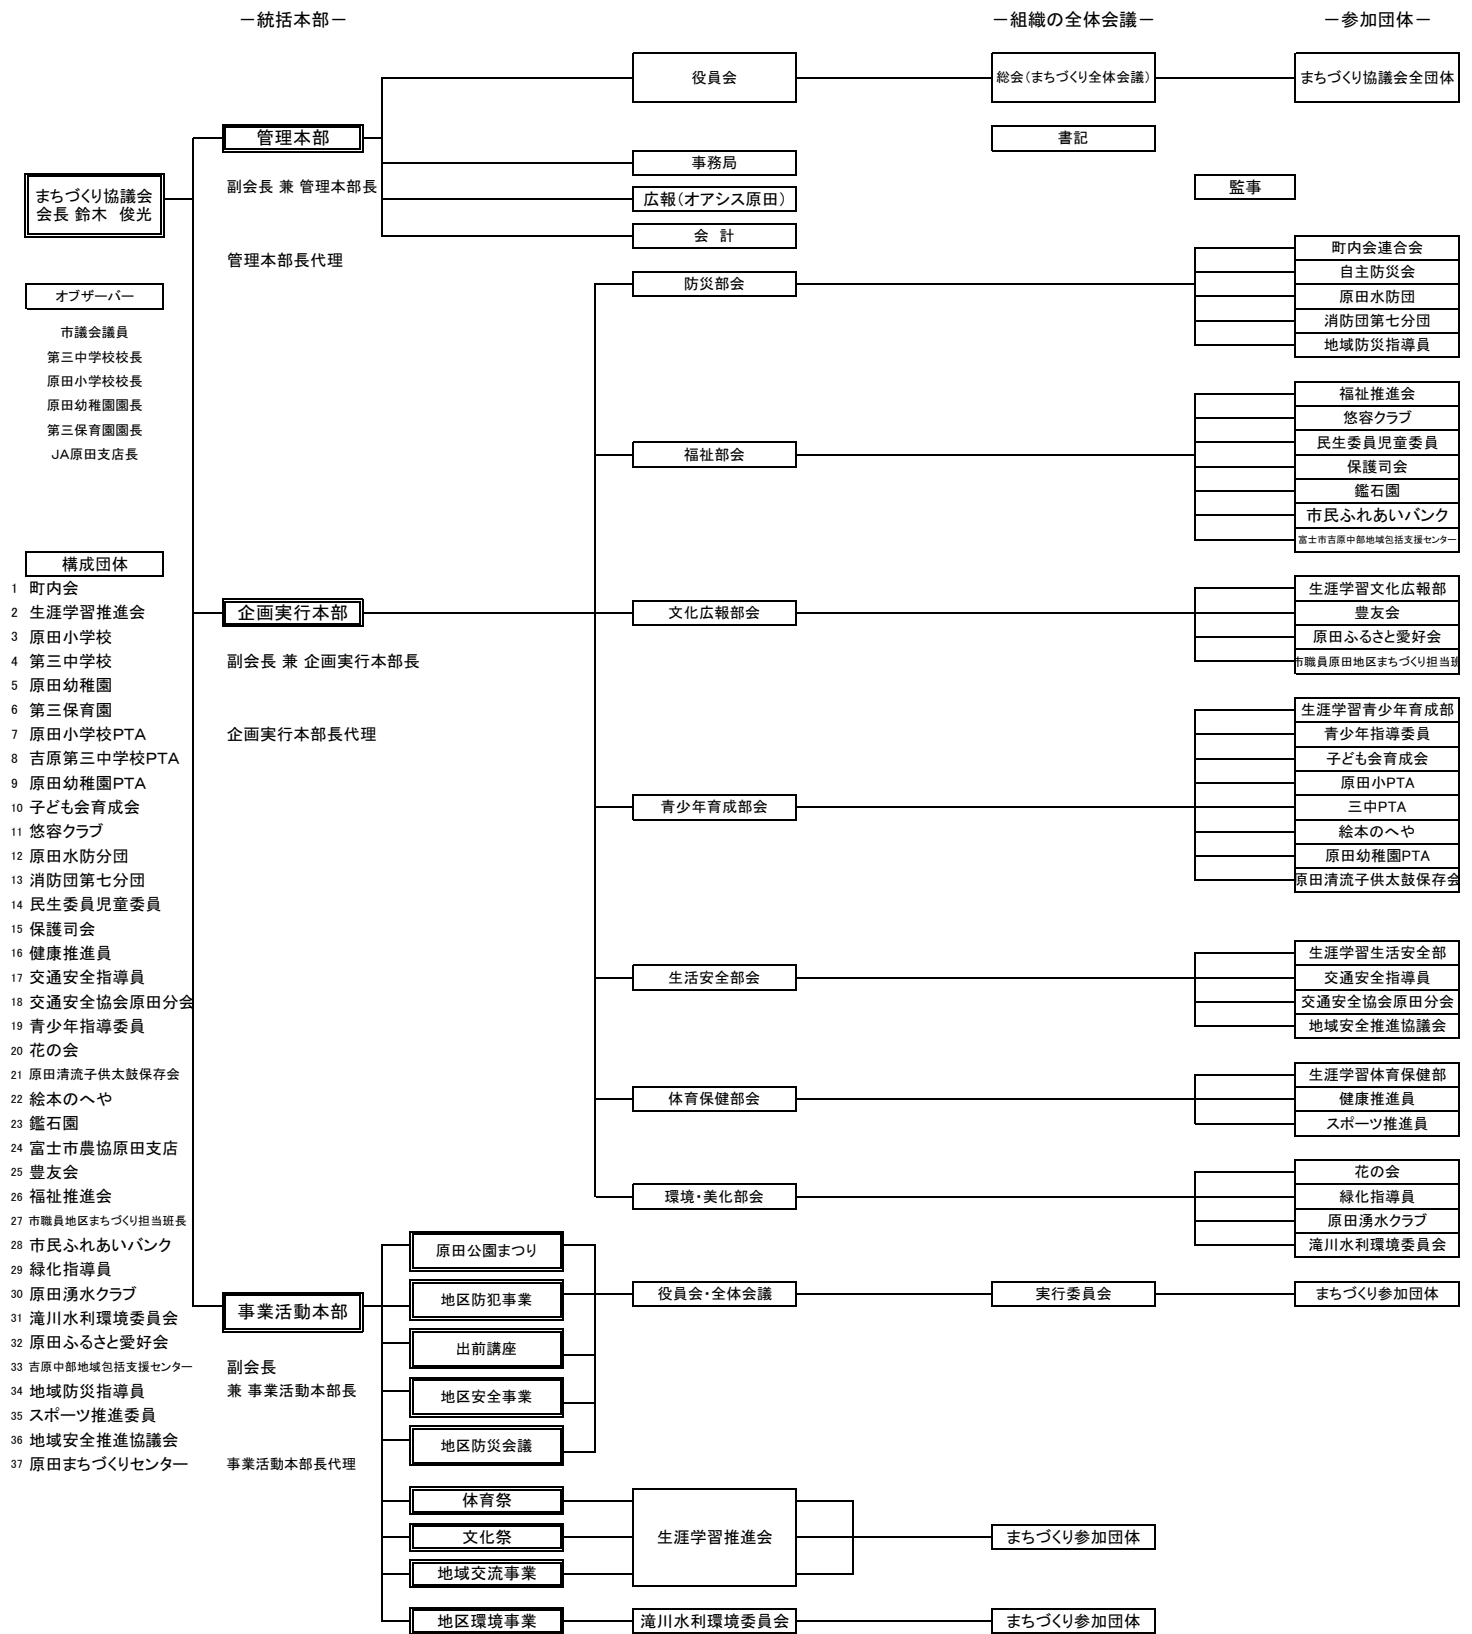 －統括本部－
－組織の全体会議－
－参加団体－
役員会
総会(まちづくり全体会議)
まちづくり協議会全団体
管理本部
書記
事務局
副会長 兼 管理本部長
監事
まちづくり協議会
会長 鈴木　俊光
広報(オアシス原田)
会　計
管理本部長代理
オブザーバー
市議会議員
第三中学校校長
原田小学校校長
原田幼稚園園長
第三保育園園長
JA原田支店長
防災部会
町内会連合会
自主防災会
原田水防団
消防団第七分団
地域防災指導員
福祉部会
福祉推進会
悠容クラブ
民生委員児童委員
保護司会
鑑石園
市民ふれあいバンク
富士市吉原中部地域包括支援センター
構成団体
1 町内会
2 生涯学習推進会
3 原田小学校
4 第三中学校
5 原田幼稚園
6 第三保育園
7 原田小学校PTA
8 吉原第三中学校PTA
9 原田幼稚園PTA
10 子ども会育成会
11 悠容クラブ
12 原田水防分団
13 消防団第七分団
14 民生委員児童委員
15 保護司会
16 健康推進員
17 交通安全指導員
18 交通安全協会原田分会
19 青少年指導委員
20 花の会
21 原田清流子供太鼓保存会
22 絵本のへや
23 鑑石園
24 富士市農協原田支店
25 豊友会
26 福祉推進会
27 市職員地区まちづくり担当班長
28 市民ふれあいバンク
29 緑化指導員
30 原田湧水クラブ
31 滝川水利環境委員会
32 原田ふるさと愛好会
33 吉原中部地域包括支援センター
34 地域防災指導員
35 スポーツ推進委員
36 地域安全推進協議会
37 原田まちづくりセンター
企画実行本部
副会長 兼 企画実行本部長
企画実行本部長代理
文化広報部会
生涯学習文化広報部
豊友会
原田ふるさと愛好会
市職員原田地区まちづくり担当班
青少年育成部会
生涯学習青少年育成部
青少年指導委員
子ども会育成会
原田小PTA
三中PTA
絵本のへや
原田幼稚園PTA
原田清流子供太鼓保存会
生活安全部会
生涯学習生活安全部
交通安全指導員
交通安全協会原田分会
地域安全推進協議会
体育保健部会
生涯学習体育保健部
健康推進員
スポーツ推進員
環境・美化部会
花の会
緑化指導員
原田湧水クラブ
滝川水利環境委員会
事業活動本部
副会長
兼 事業活動本部長
事業活動本部長代理
原田公園まつり
地区防犯事業
出前講座
地区安全事業
地区防災会議
役員会・全体会議
実行委員会
まちづくり参加団体
体育祭
文化祭
地域交流事業
生涯学習推進会
まちづくり参加団体
地区環境事業
滝川水利環境委員会
まちづくり参加団体